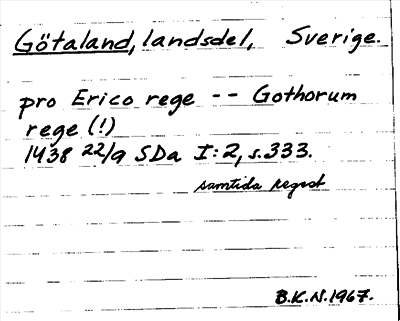 Götaland, landsdel, Sverige.
pro Erico rege -- Gothorum
rege (!)
1438 22/9 SDa I:2, s.333.
samtida regest
B.K.N.1967.